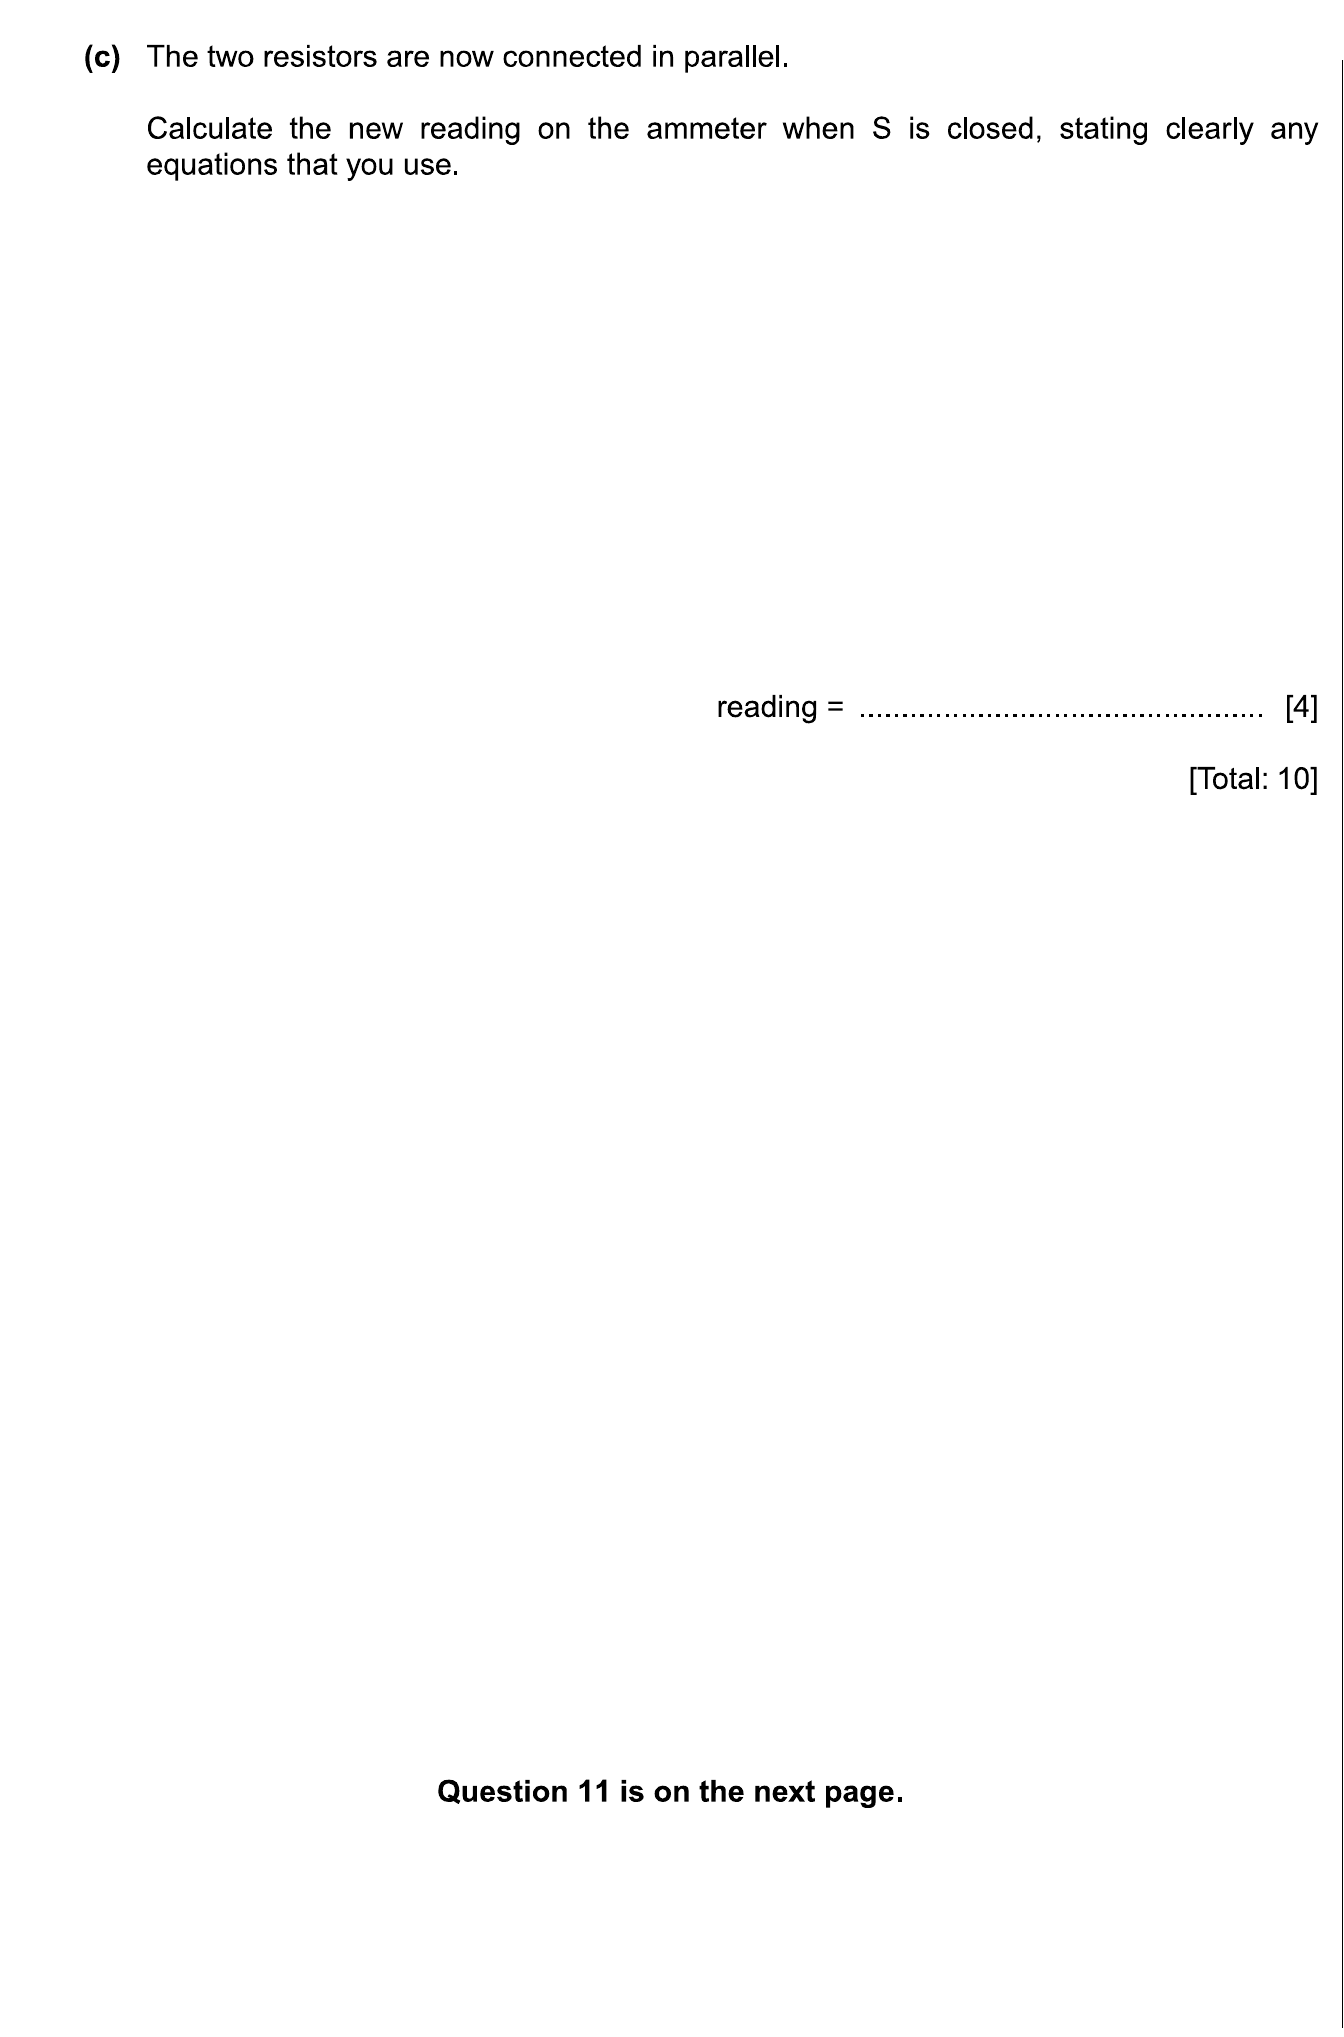 (c) The two resistors are now connected in parallel.
Calculate the new reading on the ammeter when S is closed, stating clearly any
equations that you use.
reading = ................................................. [4]
[Total: 10]
Question 11 is on the next page.